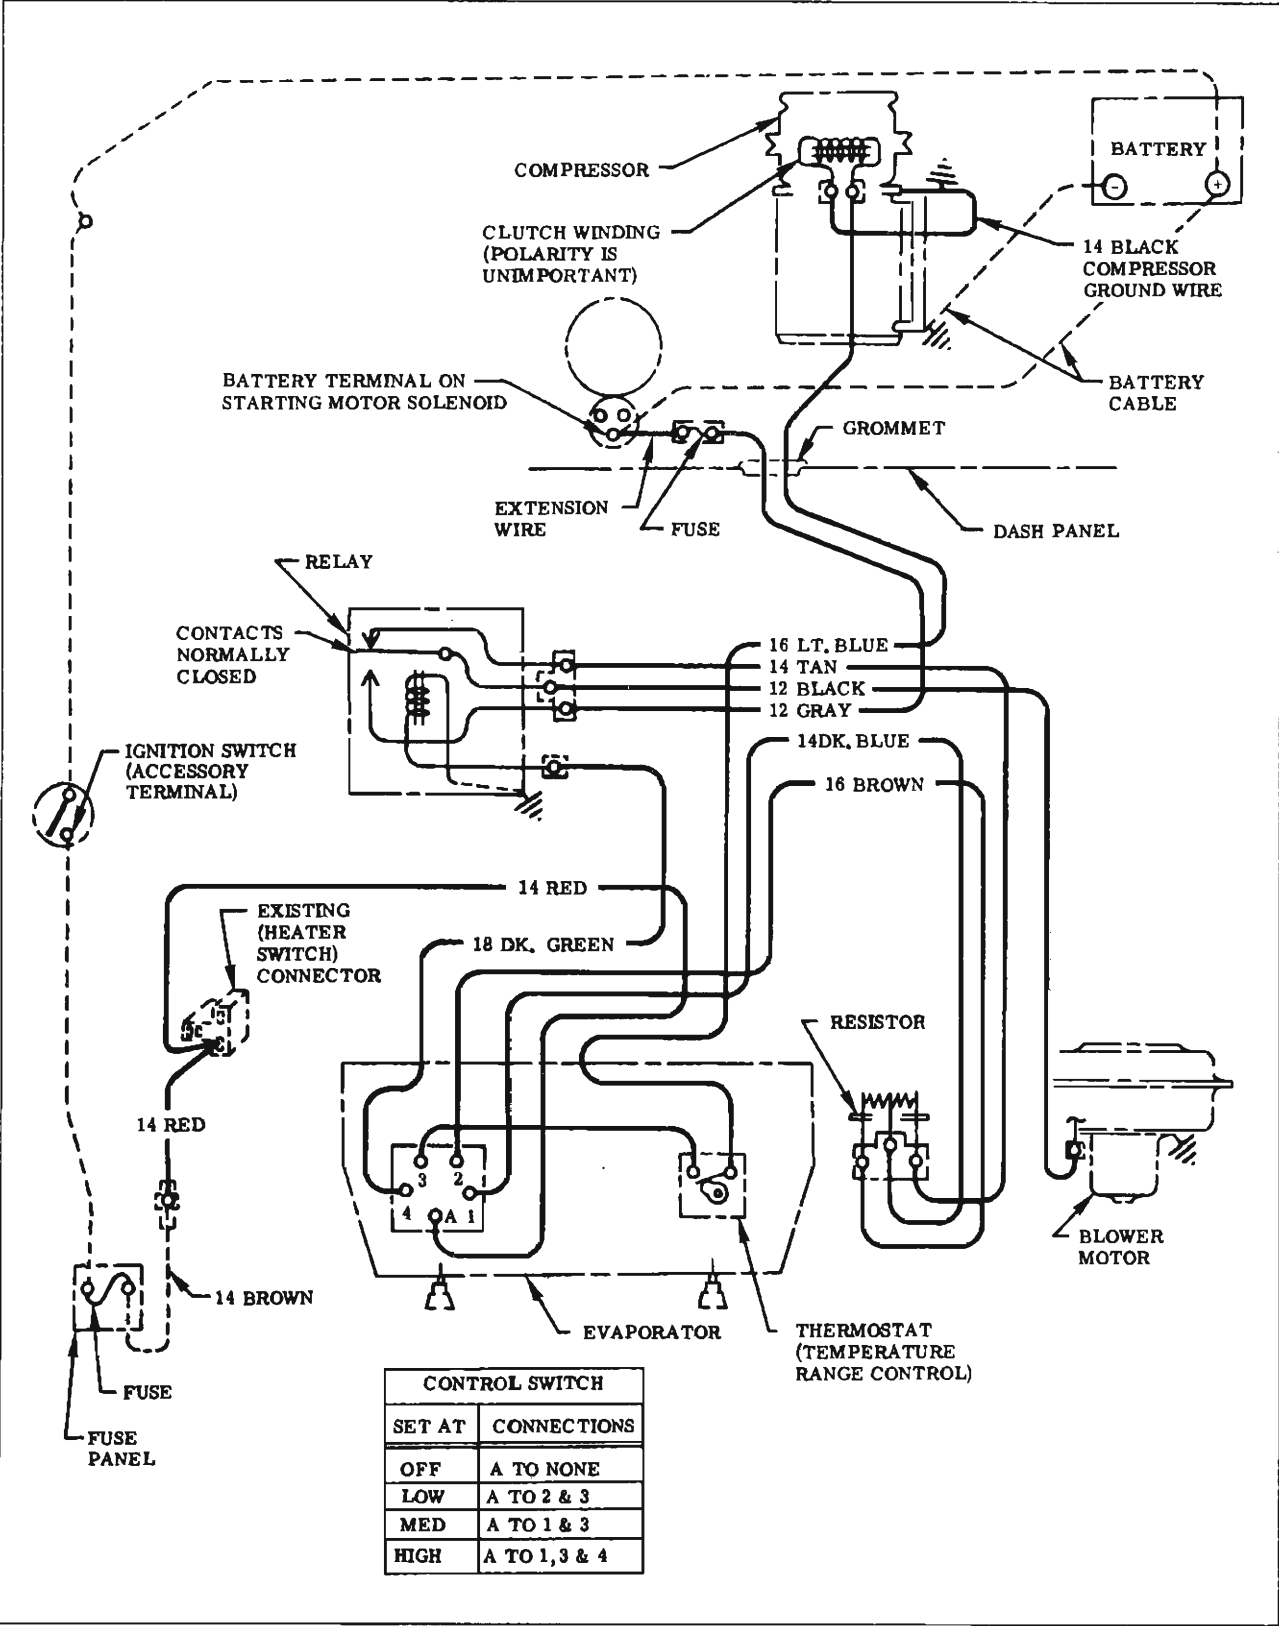 BATTERY
-
+
COMPRESSOR
CLUTCH WINDING
(POLARITY IS
UNIMPORTANT)
14 BLACK
COMPRESSOR
GROUND WIRE
BATTERY TERMINAL ON
STARTING MOTOR SOLENOID
BATTERY
CABLE
GROMMET
EXTENSION
WIRE
FUSE
DASH PANEL
RELAY
CONTACTS
NORMALLY
CLOSED
16 LT. BLUE
14 TAN
12 BLACK
12 GRAY
14DK. BLUE
16 BROWN
IGNITION SWITCH
(ACCESSORY
TERMINAL)
14 RED
EXISTING
(HEATER
SWITCH)
CONNECTOR
18 DK. GREEN
RESISTOR
14 RED
3
2
4
A
1
BLOWER
MOTOR
14 BROWN
EVAPORATOR
THERMOSTAT
(TEMPERATURE
RANGE CONTROL)
FUSE
FUSE
PANEL
CONTROL SWITCH
SET AT CONNECTIONS
OFF A TO NONE
LOW A TO 2 & 3
MED A TO 1 & 3
HIGH A TO 1, 3 & 4